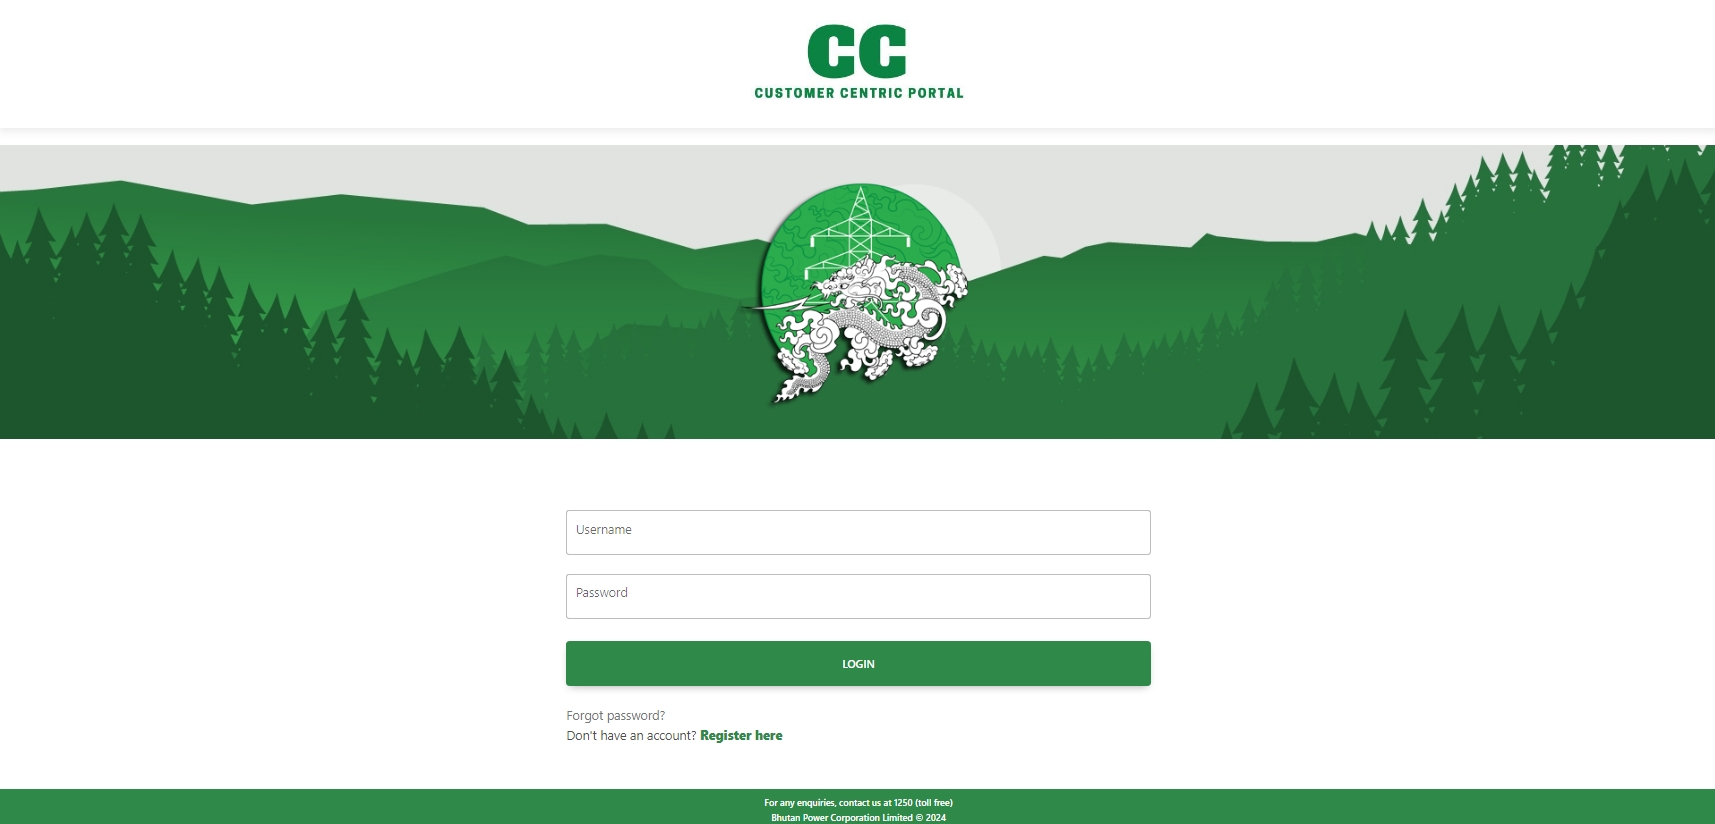 CC
CUSTOMER CENTRIC PORTAL
Username
Password
LOGIN
Forgot password?
Don't have an account? Register here
For any enquiries, contact us at 1250 (toll free)
Bhutan Power Corporation Limited © 2024